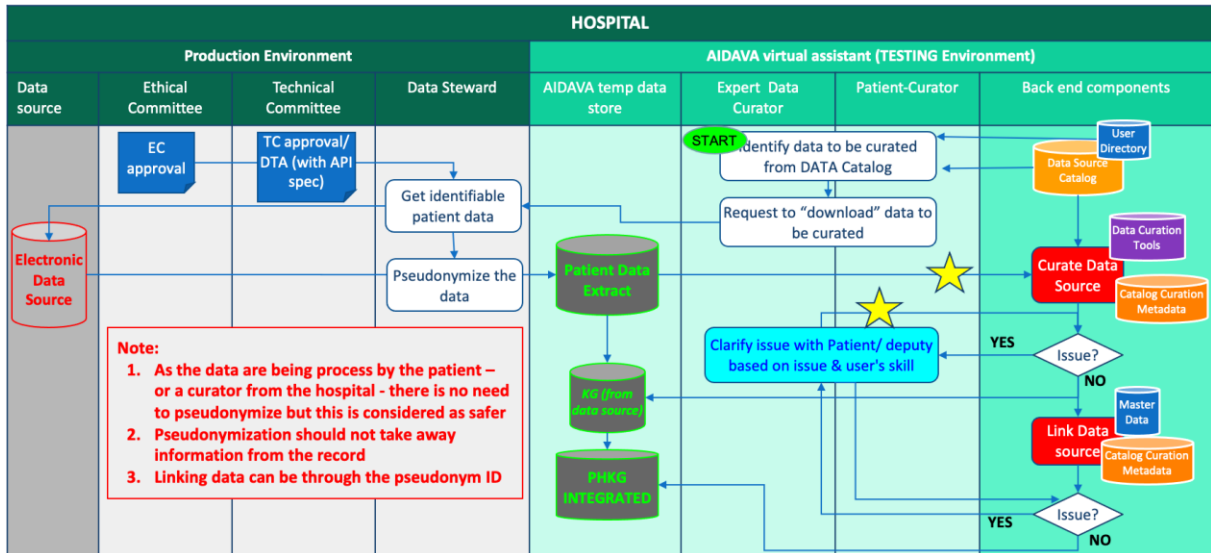 HOSPITAL
Production Environment
AIDAVA virtual assistant (TESTING Environment)
Data
source
Ethical
Committee
Technical
Committee
Data Steward
AIDAVA temp data
store
Expert Data
Curator
Patient-Curator
Back end components
EC
approval
TC approval/
DTA (with API
spec)
START
Identify data to be curated
from DATA Catalog
User
Directory
Data Source
Catalog
Get identifiable
patient data
Request to “download” data to
be curated
Data Curation
Tools
Electronic
Data
Source
Pseudonymize the
data
Patient Data
Extract
Curate Data
Source
Catalog Curation
Metadata
Note:
1. As the data are being process by the patient –
or a curator from the hospital - there is no need
to pseudonymize but this is considered as safer
2. Pseudonymization should not take away
information from the record
3. Linking data can be through the pseudonym ID
Clarify issue with Patient/ deputy
based on issue & user's skill
YES
Issue?
NO
KG (from
data source)
Master
Data
Link Data
source
Catalog Curation
Metadata
PHKG
INTEGRATED
Issue?
YES
NO